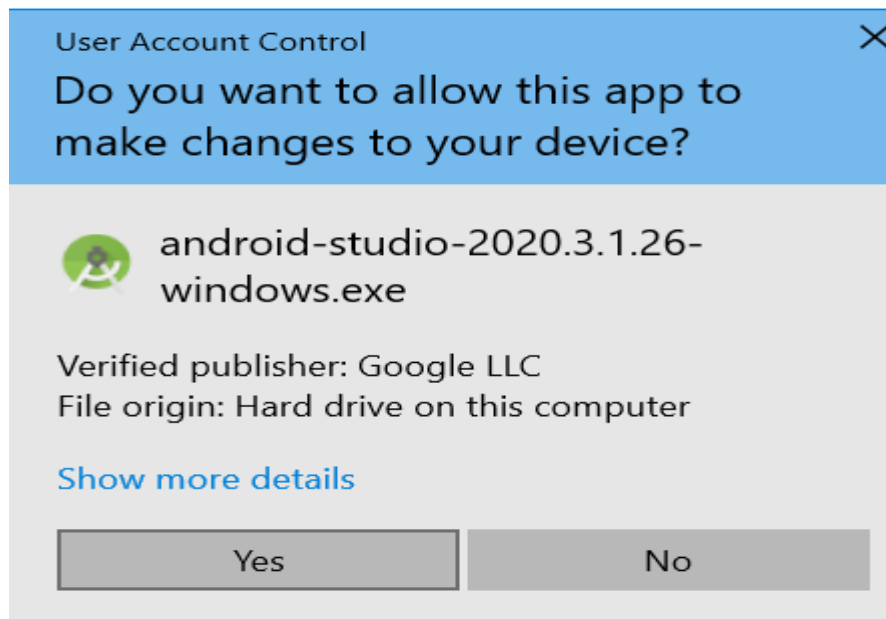 User Account Control
Do you want to allow this app to
make changes to your device?
android-studio-2020.3.1.26-
windows.exe
Verified publisher: Google LLC
File origin: Hard drive on this computer
Show more details
Yes
No